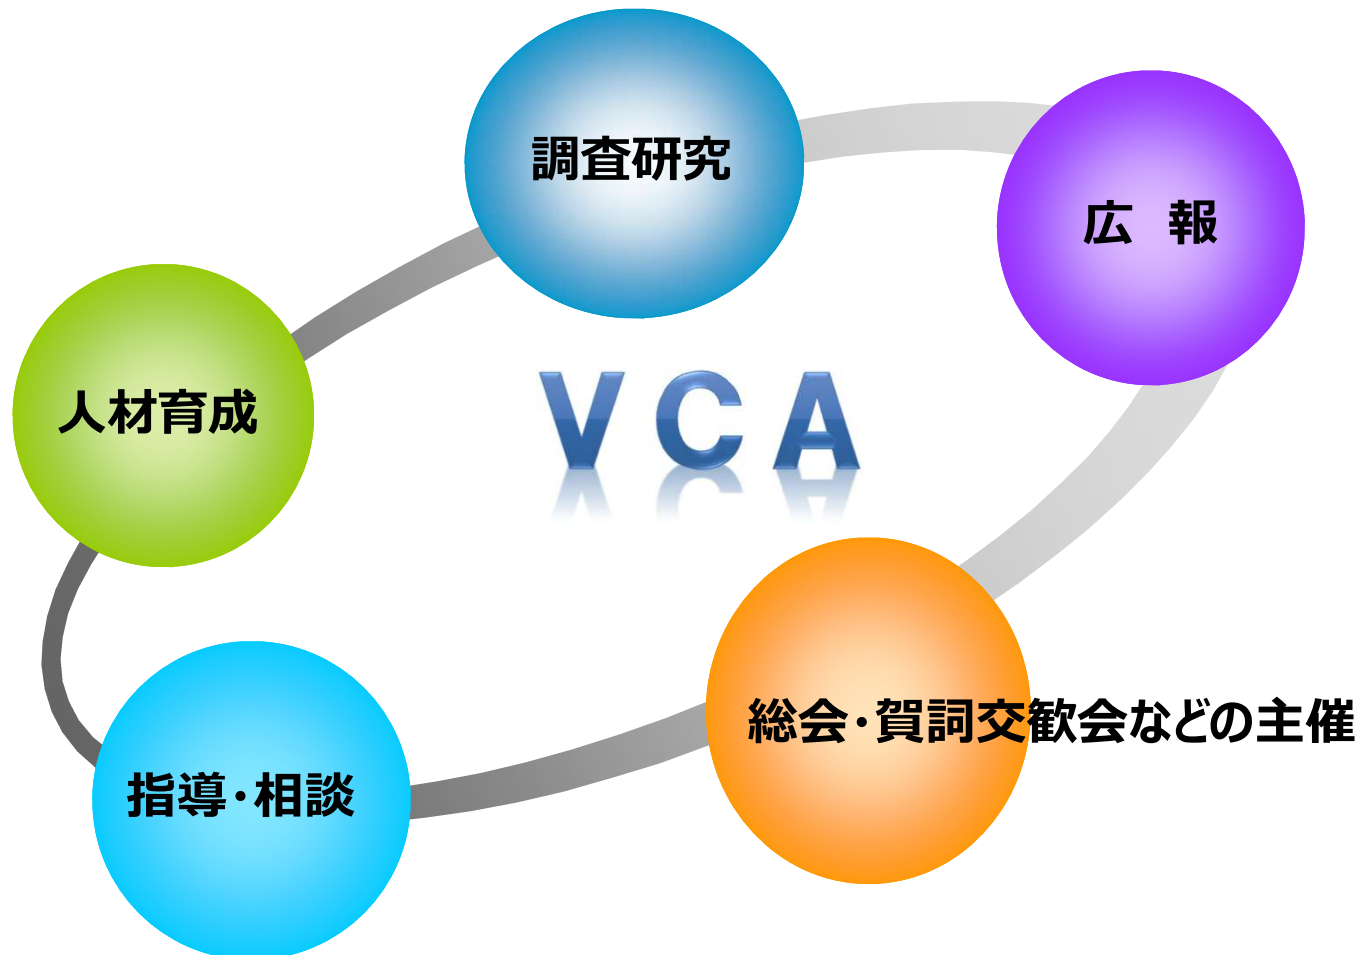 調査研究
広　報
人材育成
VCA
総会・賀詞交歓会などの主催
指導・相談